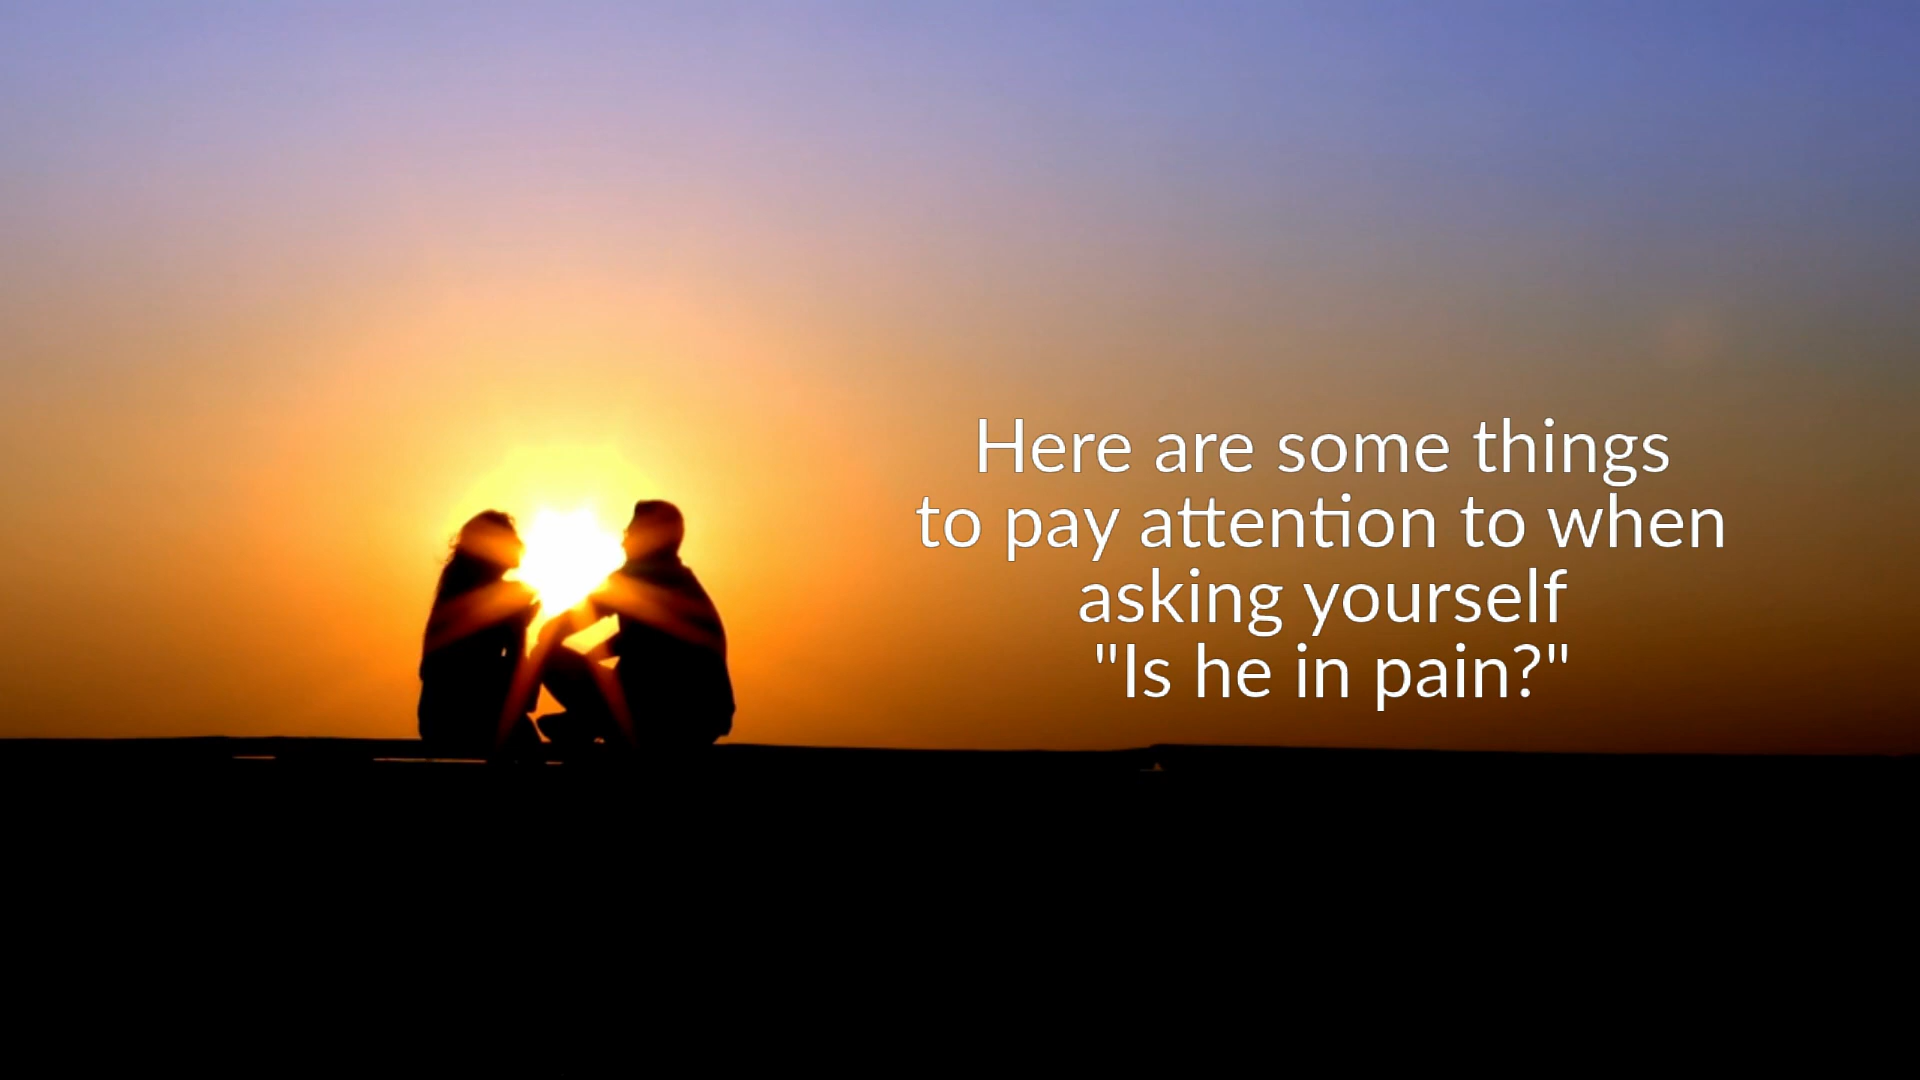 Here are some things
to pay attention to when
asking yourself
"Is he in pain?"